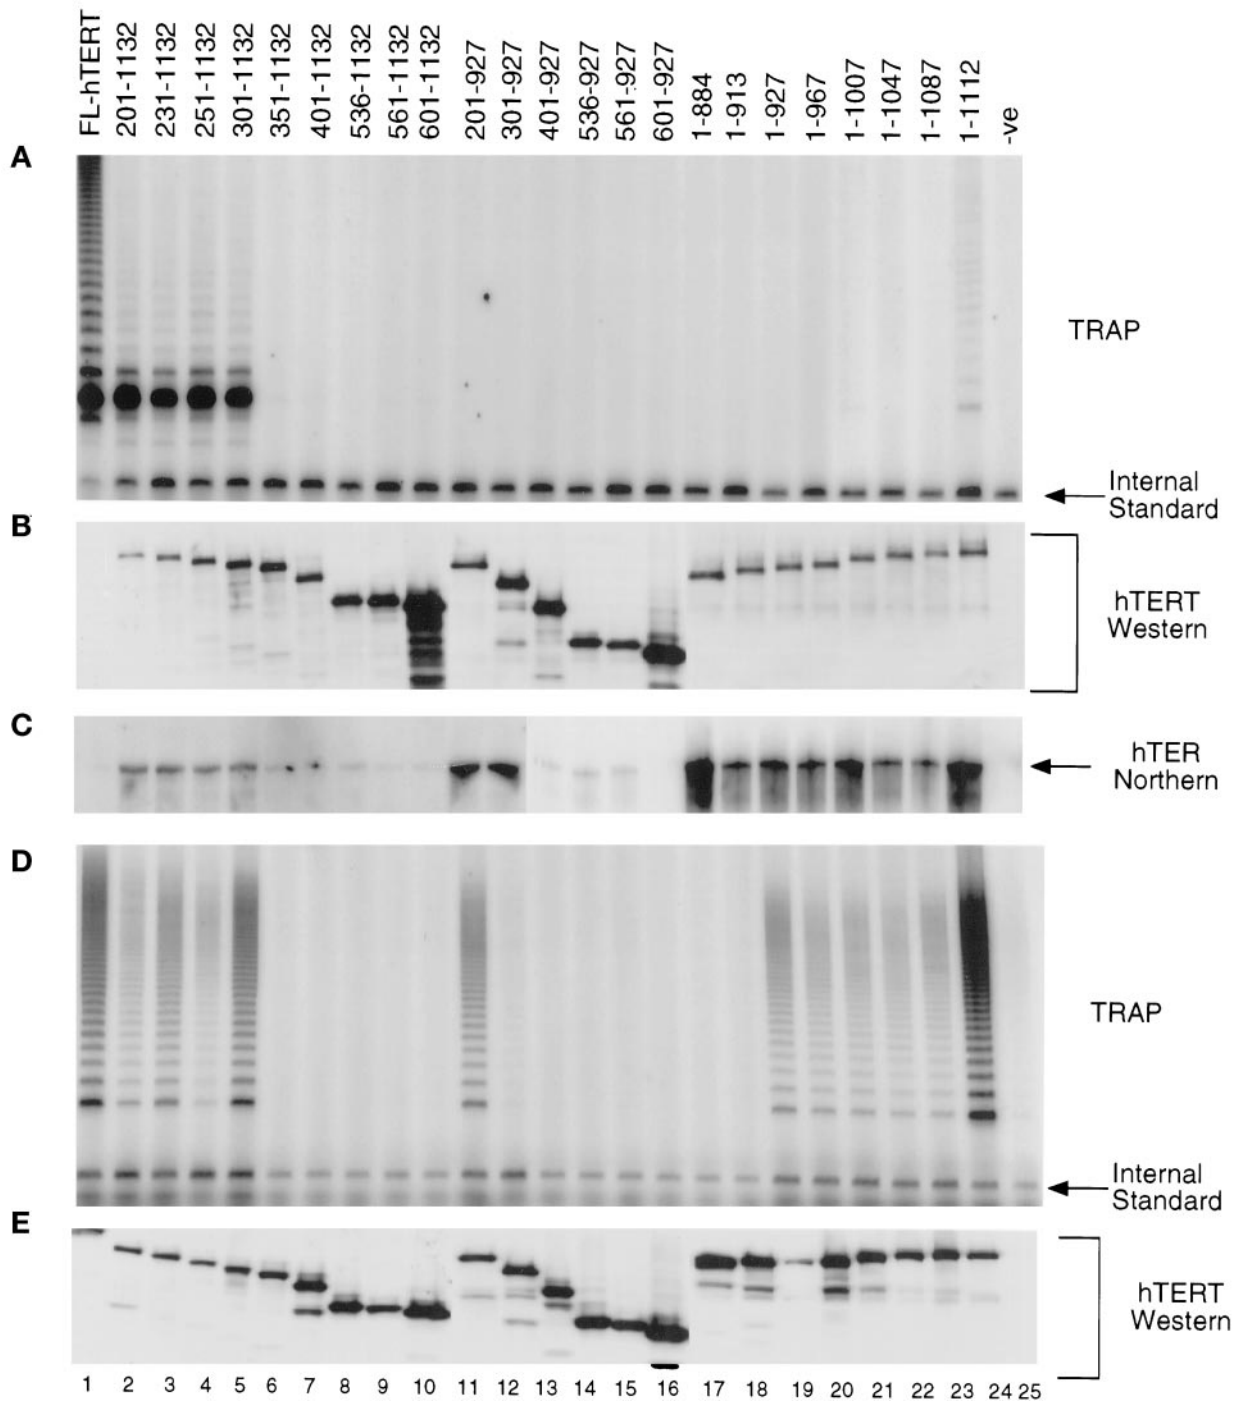 FL-hTERT
201-1132
231-1132
251-1132
301-1132
351-1132
401-1132
536-1132
561-1132
601-1132
201-927
301-927
401-927
536-927
561-927
601-927
1-884
1-913
1-927
1-967
1-1007
1-1047
1-1087
1-1112
-ve
A
TRAP
Internal
Standard
B
hTERT
Western
C
hTER
Northern
D
TRAP
Internal
Standard
E
hTERT
Western
1 2 3 4 5 6 7 8 9 10 11 12 13 14 15 16 17 18 19 20 21 22 23 24 25